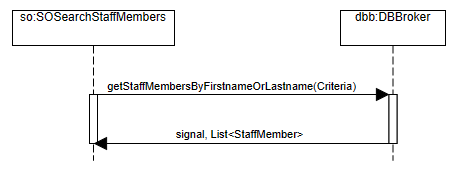 so:SOSearchStaffMembers
dbb:DBBroker
getStaffMembersByFirstnameOrLastname(Criteria)
signal, List<StaffMember>